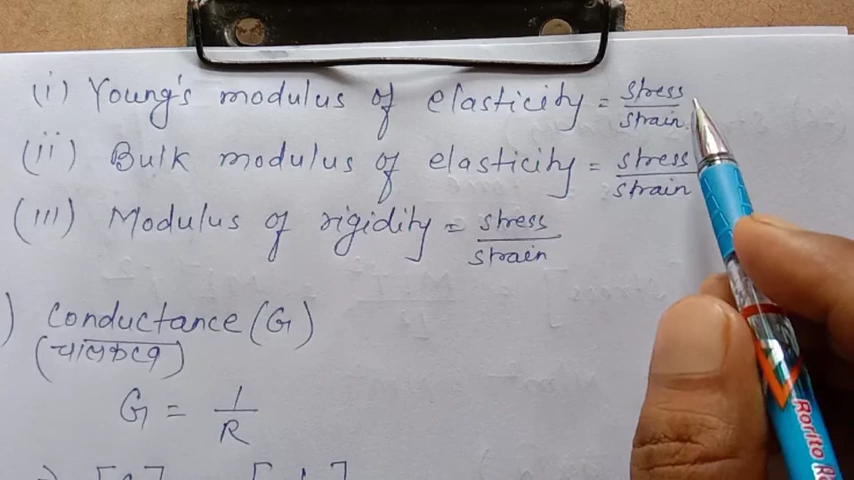 (i) Young's modulus of elasticity = stress/strain.
(ii) Bulk modulus of elasticity = stress/strain
(iii) Modulus of rigidity = stress/strain
) Conductance (G)
(चालकत्व)
G = 1/R
Rorito